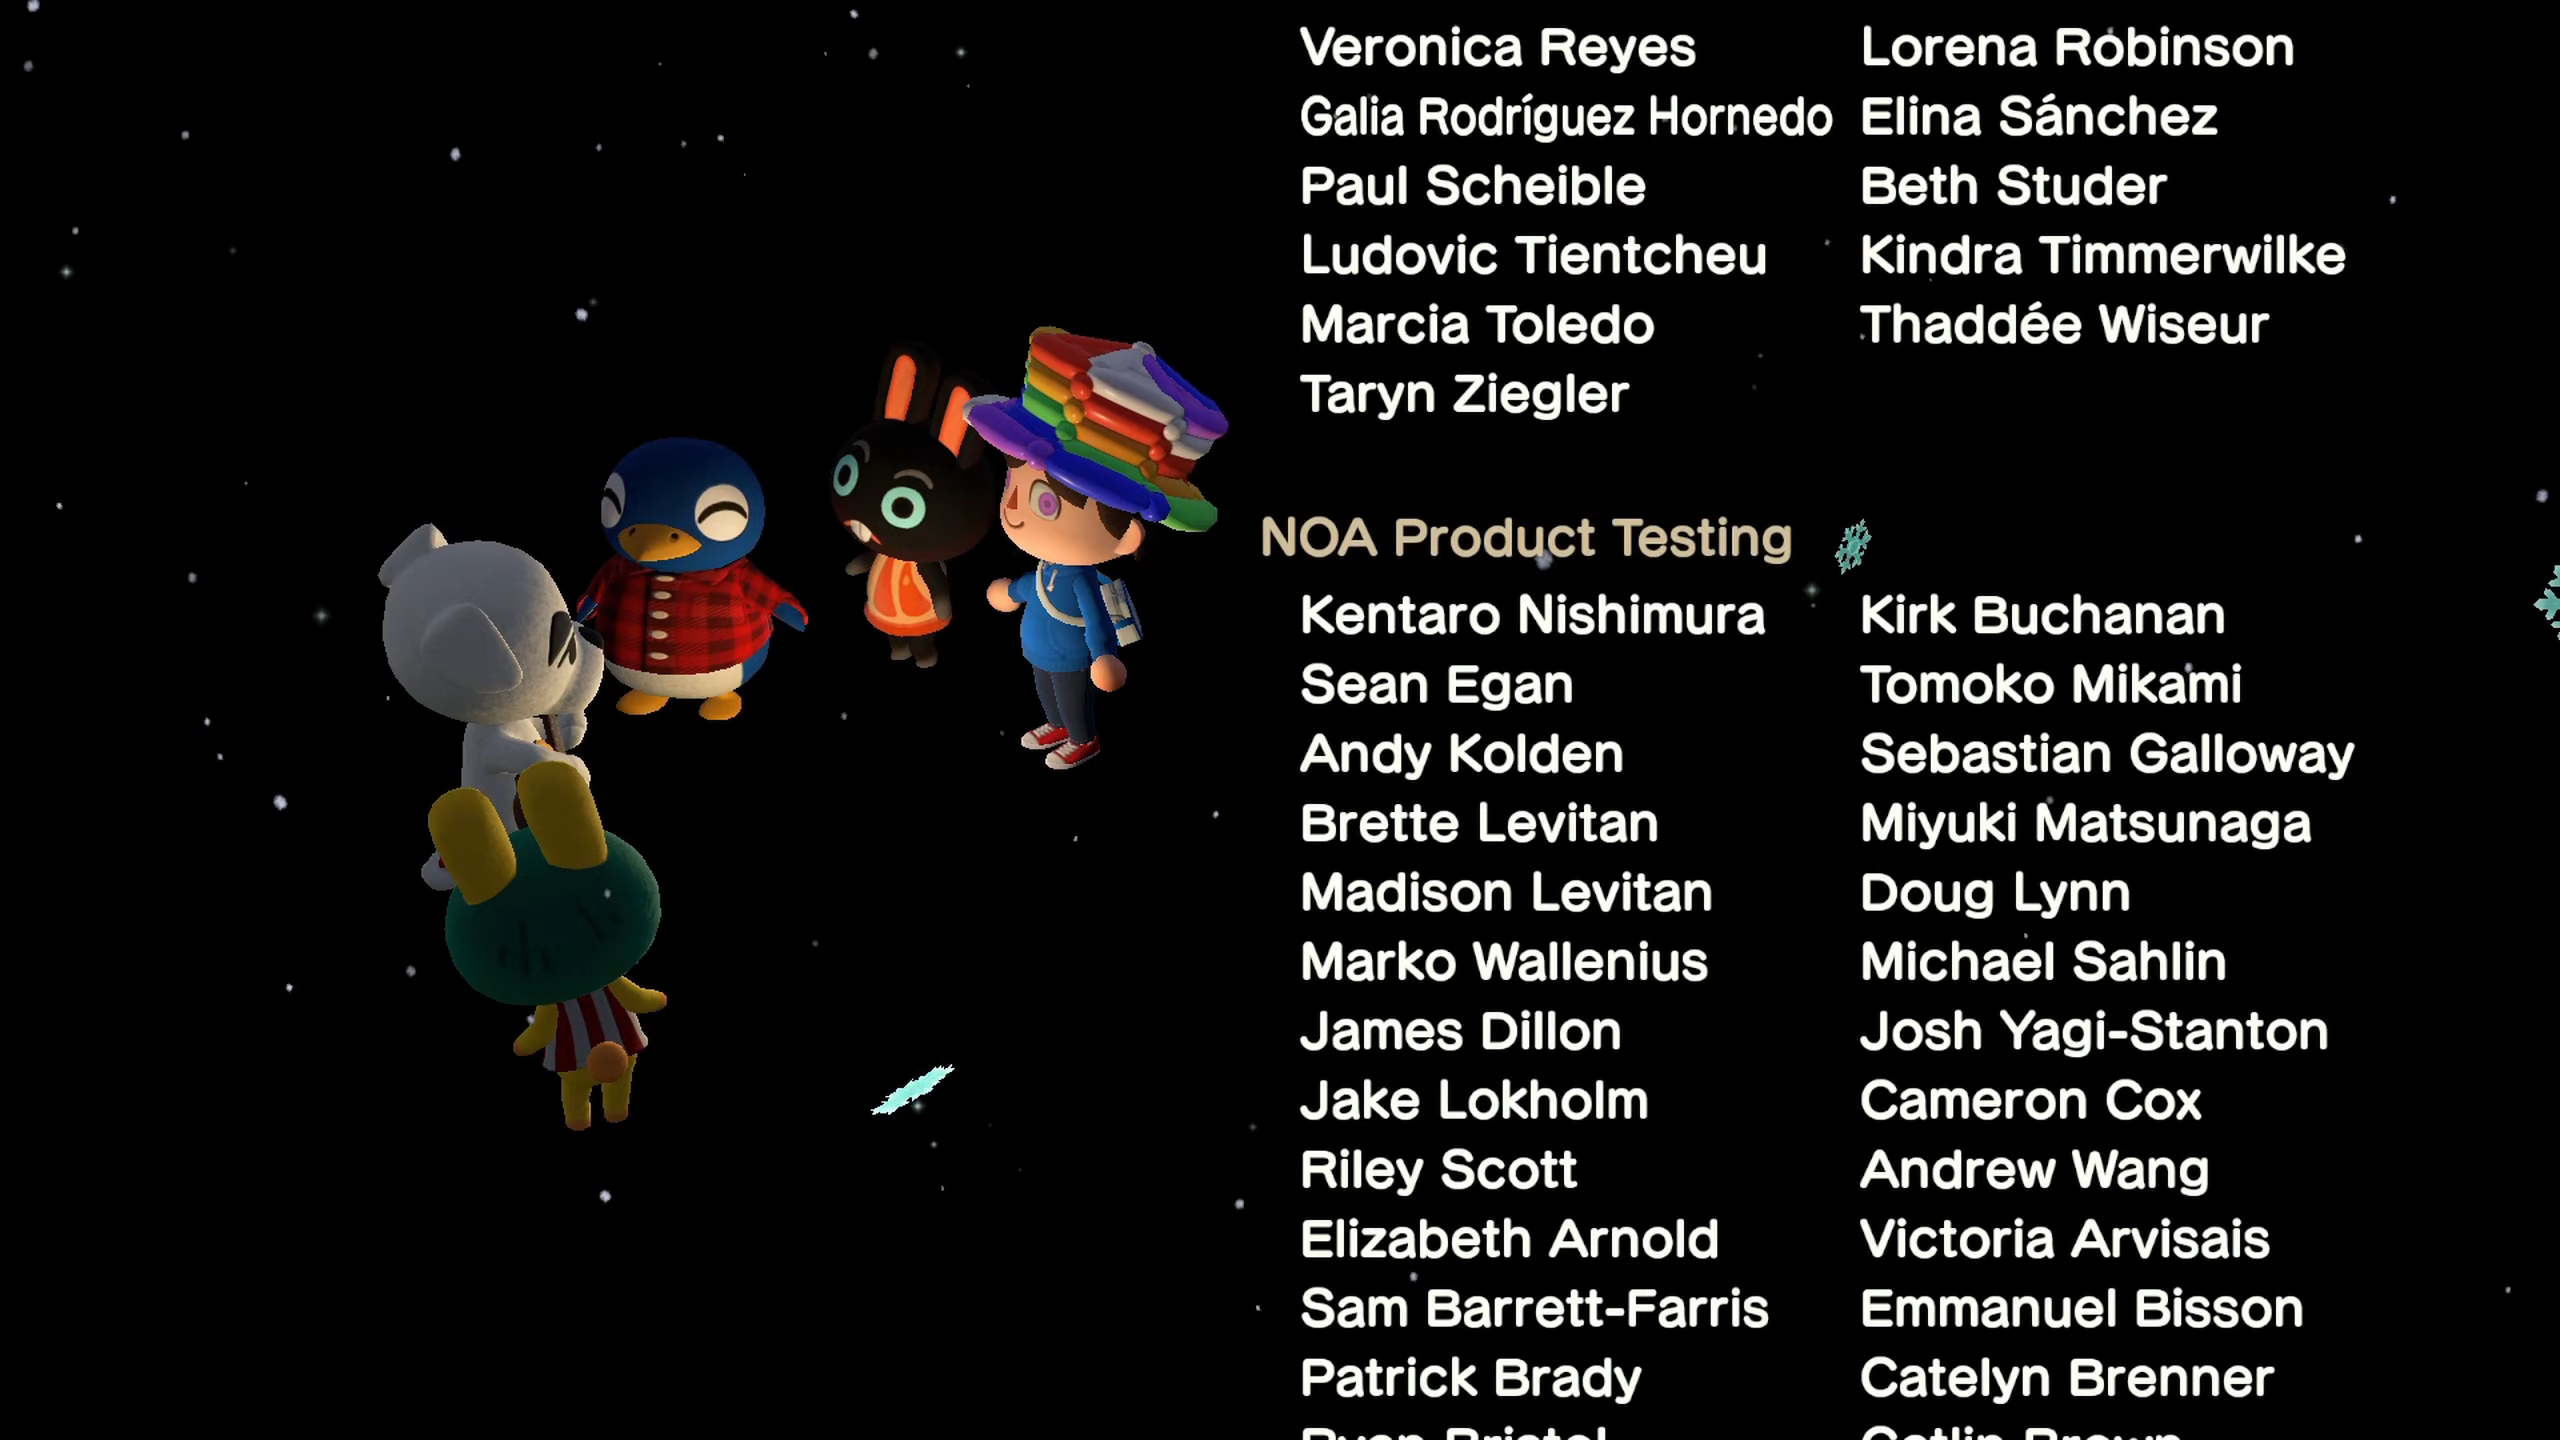 Veronica Reyes Lorena Robinson
Galia Rodríguez Hornedo Elina Sánchez
Paul Scheible Beth Studer
Ludovic Tientcheu Kindra Timmerwilke
Marcia Toledo Thaddée Wiseur
Taryn Ziegler
NOA Product Testing
Kentaro Nishimura Kirk Buchanan
Sean Egan Tomoko Mikami
Andy Kolden Sebastian Galloway
Brette Levitan Miyuki Matsunaga
Madison Levitan Doug Lynn
Marko Wallenius Michael Sahlin
James Dillon Josh Yagi-Stanton
Jake Lokholm Cameron Cox
Riley Scott Andrew Wang
Elizabeth Arnold Victoria Arvisais
Sam Barrett-Farris Emmanuel Bisson
Patrick Brady Catelyn Brenner